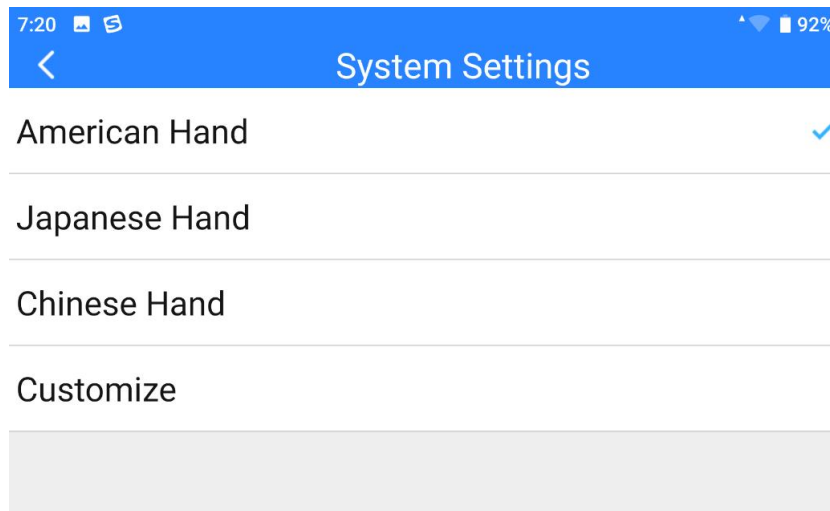 7:20 92%
System Settings
American Hand
Japanese Hand
Chinese Hand
Customize